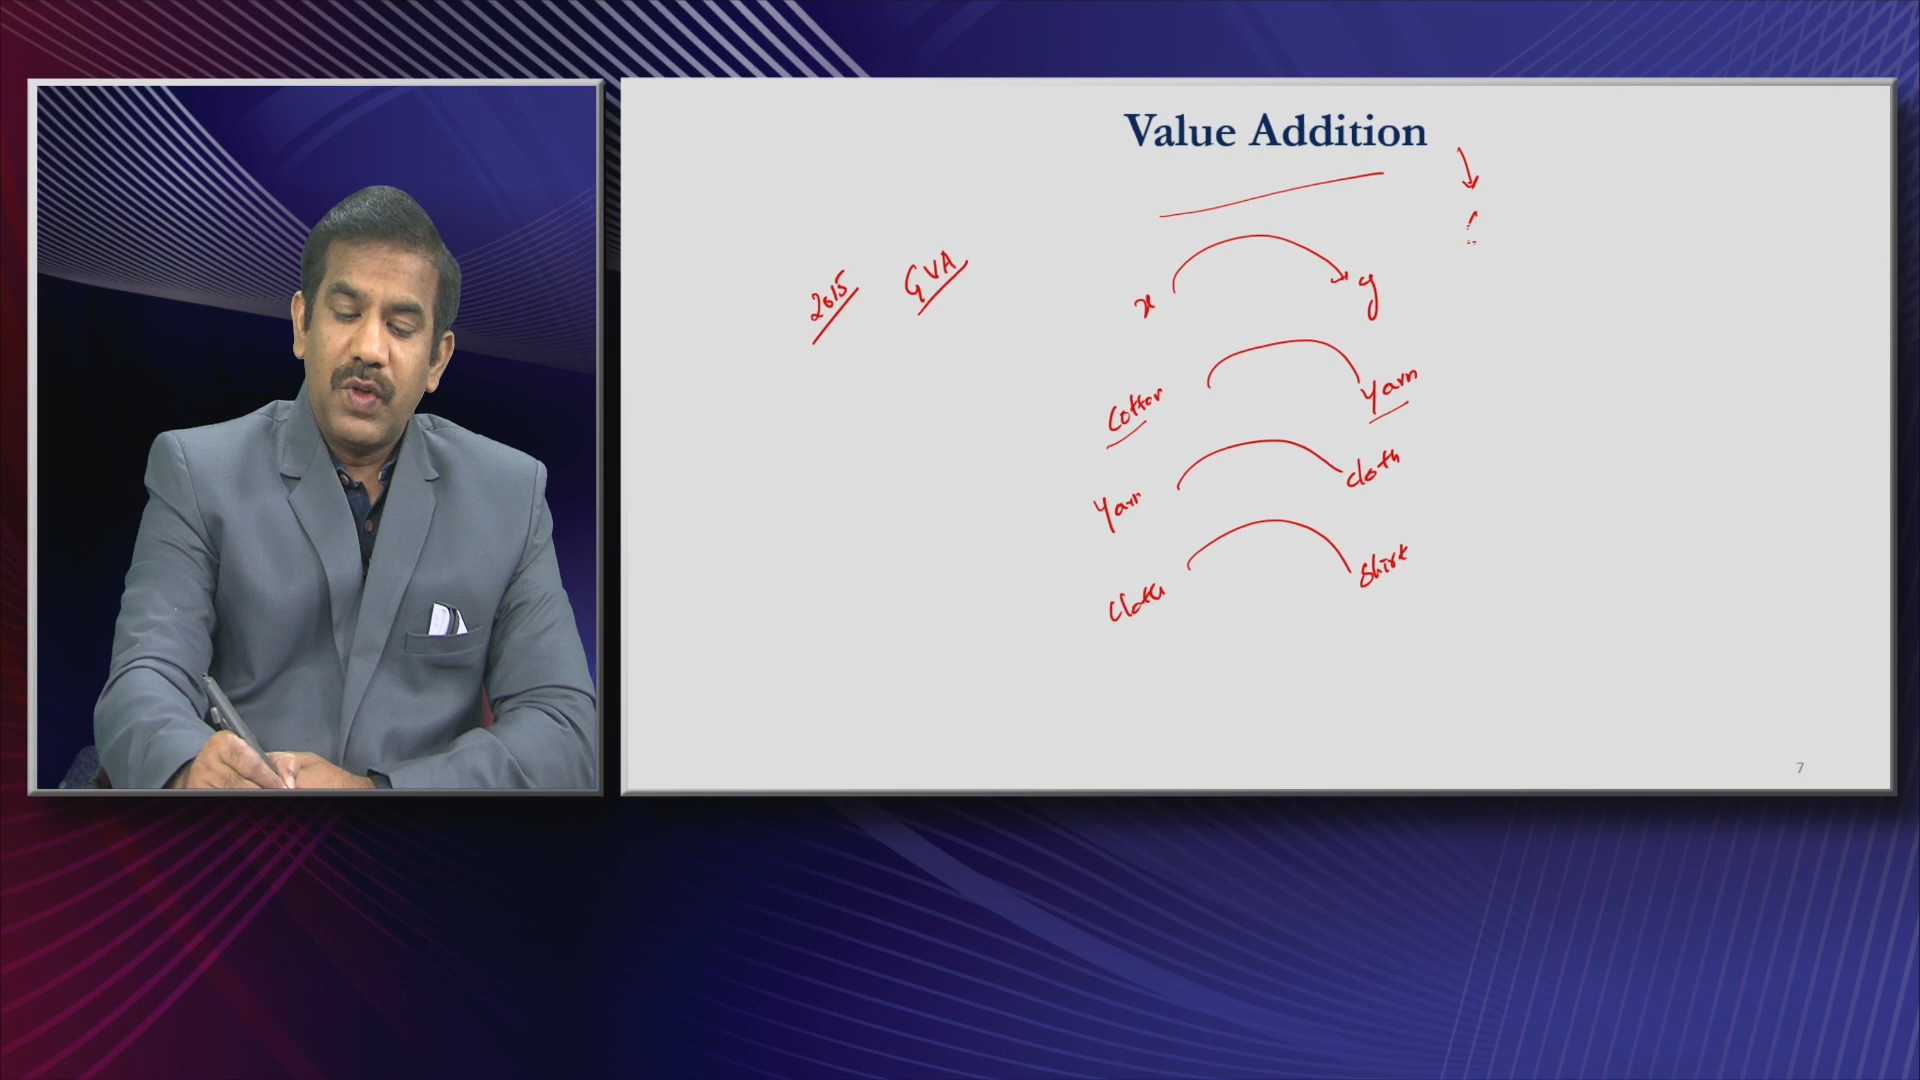 Value Addition
2015 GVA
x y
Cotton Yarn
Yarn cloth
Cloth Shirt
7